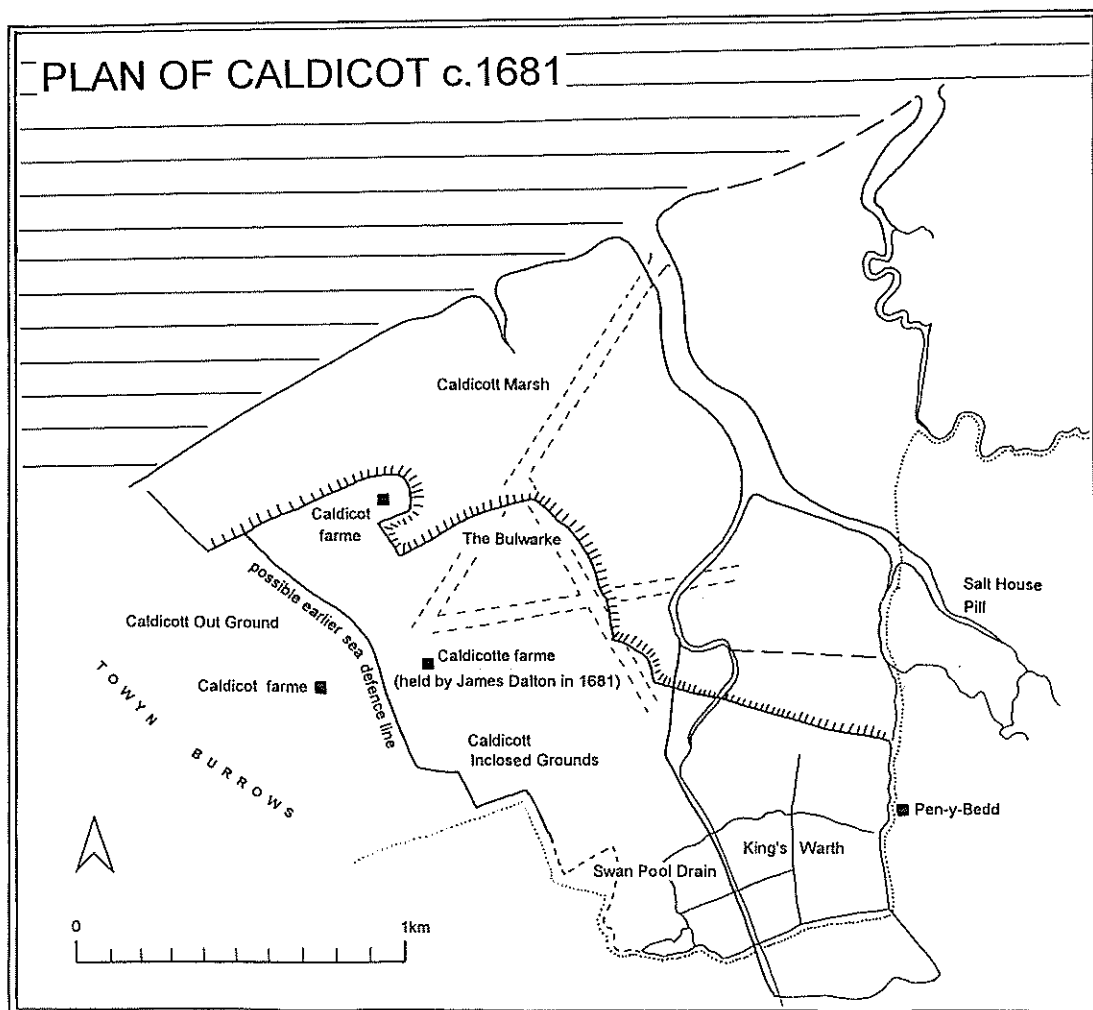 PLAN OF CALDICOT c.1681
Caldicott Marsh
Caldicot
farme
The Bulwarke
possible earlier sea defence line
Salt House
Pill
Caldicott Out Ground
Caldicotte farme
(held by James Dalton in 1681)
Caldicot farme
TOWYN BURROWS
Caldicott
Inclosed Grounds
Pen-y-Bedd
King's Warth
Swan Pool Drain
0 1km